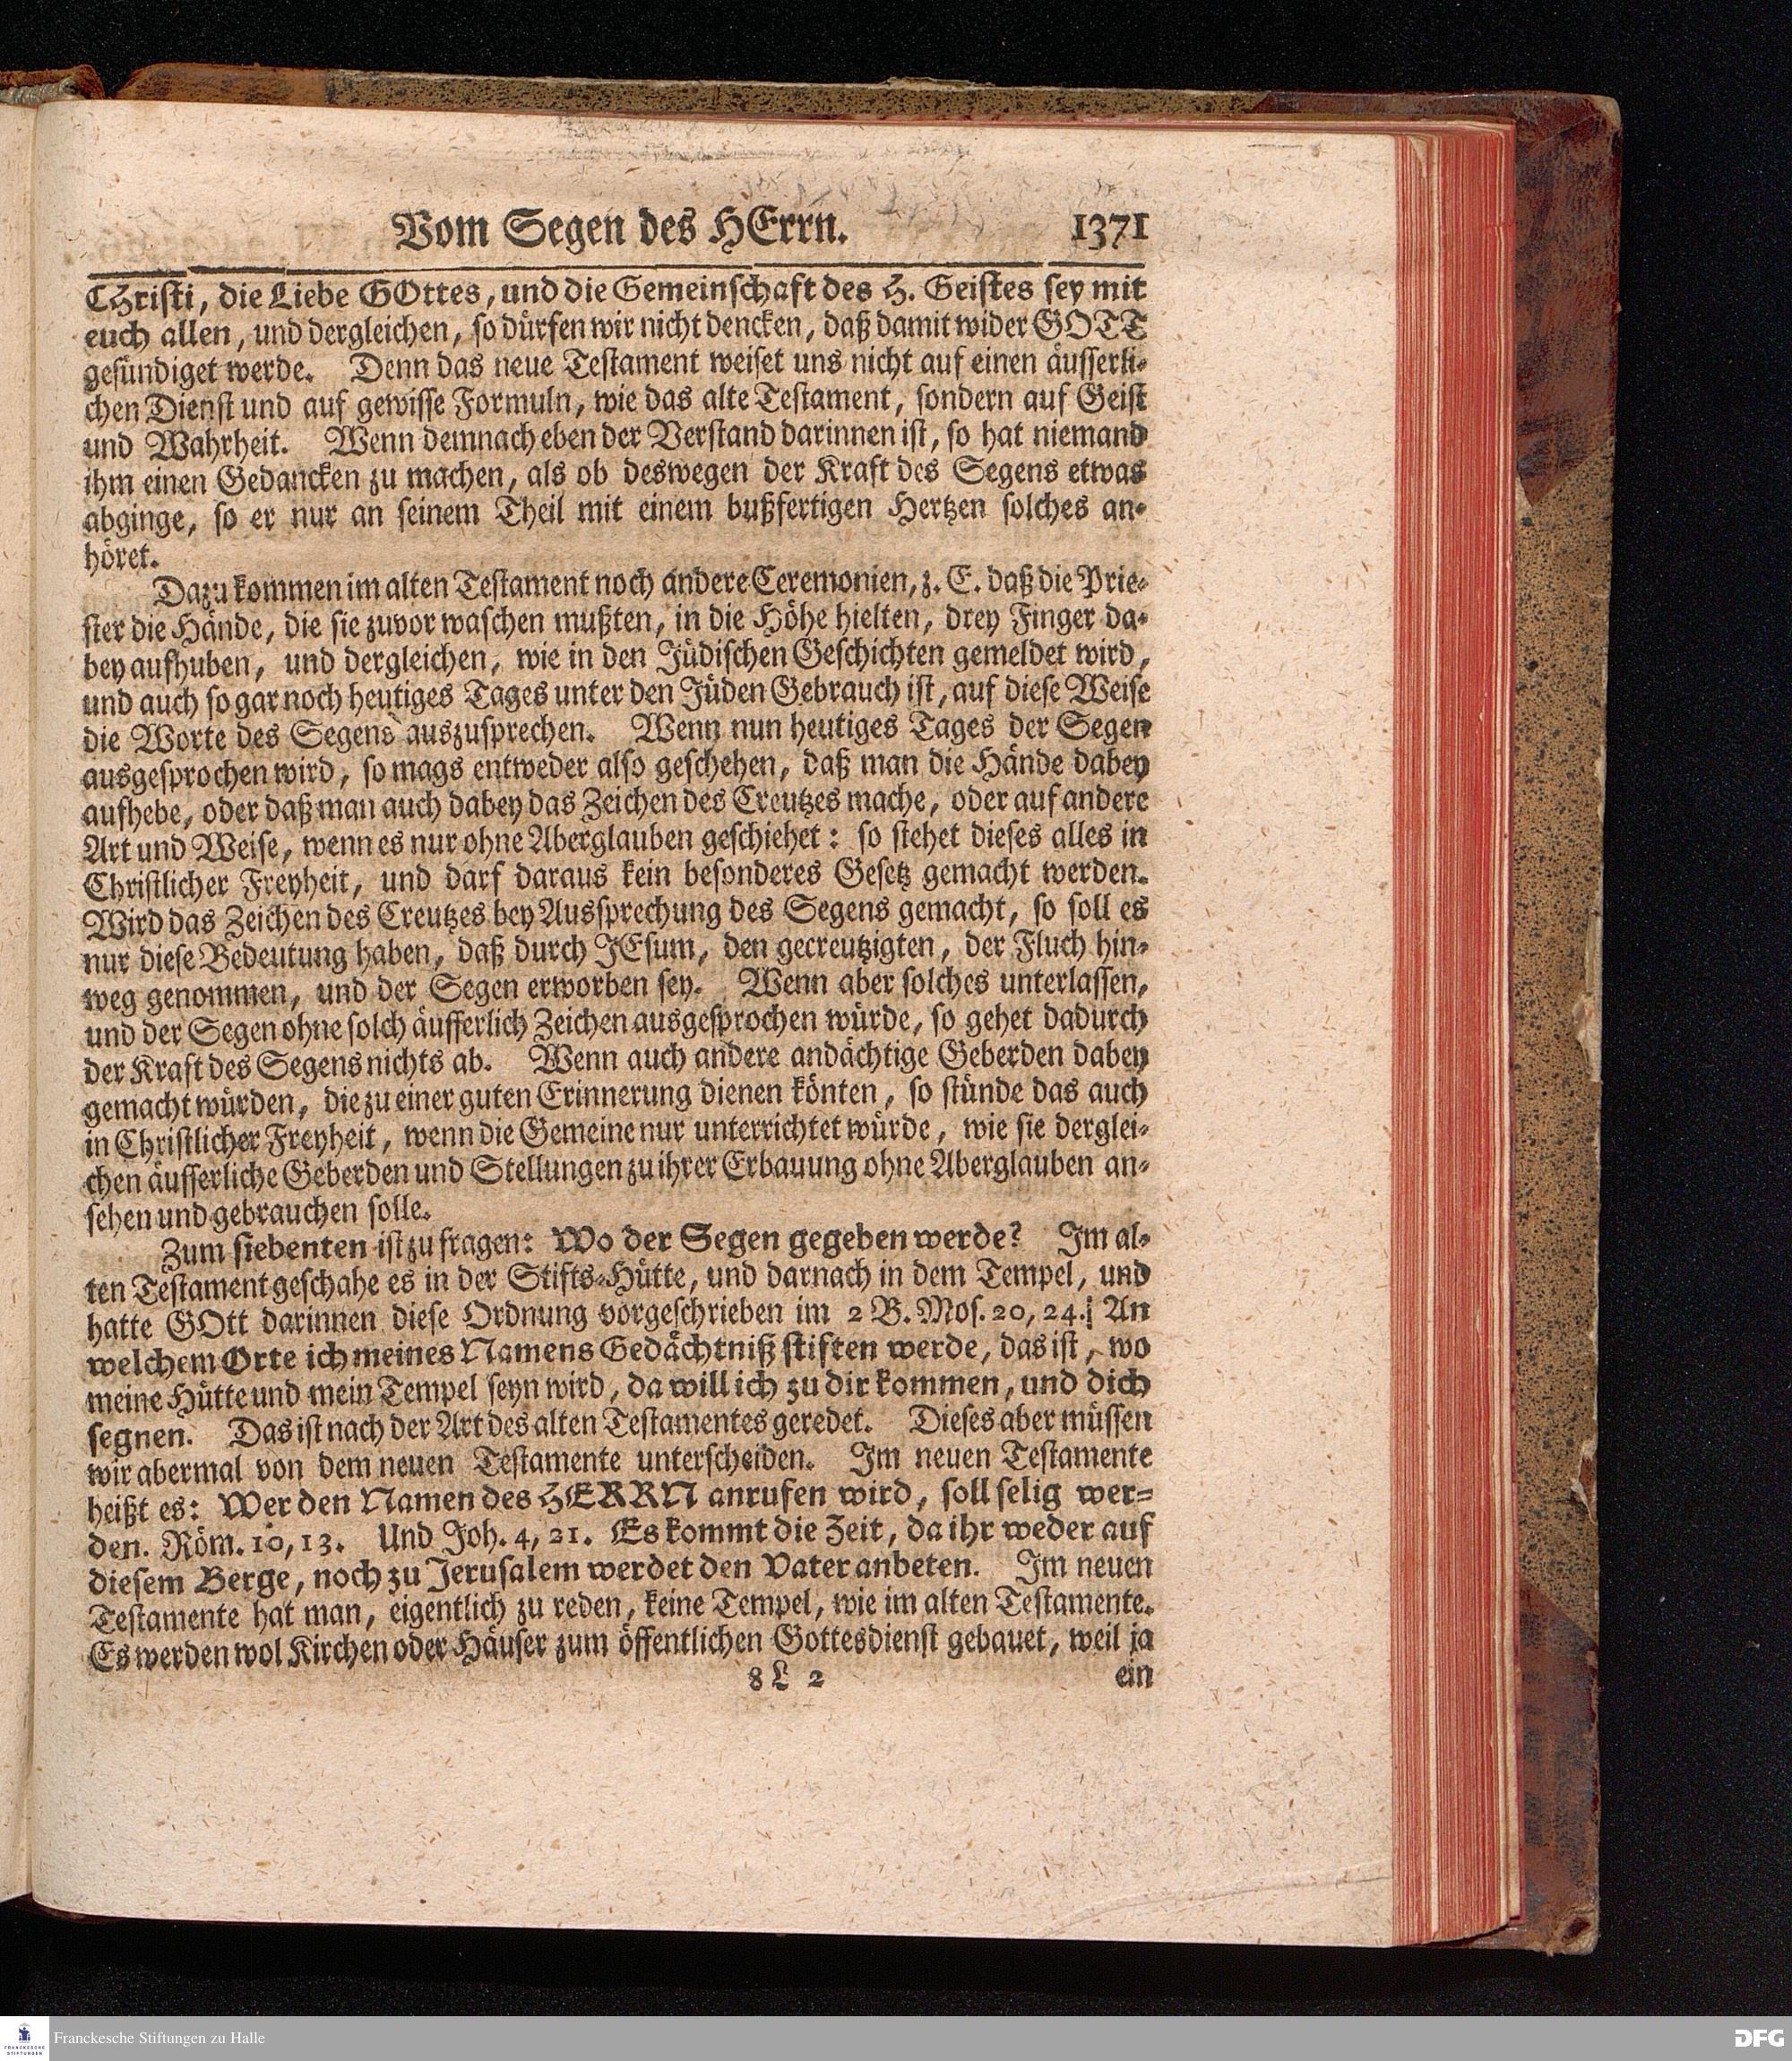 Vom Segen des HErrn. 1371
CHristi, die Liebe GOttes, und die Gemeinschaft des H. Geistes sey mit
euch allen, und dergleichen, so dürfen wir nicht dencken, daß damit wider GOTT
gesündiget werde. Denn das neue Testament weiset uns nicht auf einen äusserli-
chen Dienst und auf gewisse Formuln, wie das alte Testament, sondern auf Geist
und Wahrheit. Wenn demnach eben der Verstand darinnen ist, so hat niemand
ihm einen Gedancken zu machen, als ob deswegen der Kraft des Segens etwas
abginge, so er nur an seinem Theil mit einem bußfertigen Hertzen solches an-
höret.
Dazu kommen im alten Testament noch andere Ceremonien, z. E. daß die Prie-
ster die Hände, die sie zuvor waschen mußten, in die Höhe hielten, drey Finger da-
bey aufhuben, und dergleichen, wie in den Jüdischen Geschichten gemeldet wird,
und auch so gar noch heutiges Tages unter den Jüden Gebrauch ist, auf diese Weise
die Worte des Segens auszusprechen. Wenn nun heutiges Tages der Segen
ausgesprochen wird, so mags entweder also geschehen, daß man die Hände dabey
aufhebe, oder daß man auch dabey das Zeichen des Creutzes mache, oder auf andere
Art und Weise, wenn es nur ohne Aberglauben geschiehet: so stehet dieses alles in
Christlicher Freyheit, und darf daraus kein besonderes Gesetz gemacht werden.
Wird das Zeichen des Creutzes bey Aussprechung des Segens gemacht, so soll es
nur diese Bedeutung haben, daß durch JEsum, den gecreutzigten, der Fluch hin-
weg genommen, und der Segen erworben sey. Wenn aber solches unterlassen,
und der Segen ohne solch äusserlich Zeichen ausgesprochen würde, so gehet dadurch
der Kraft des Segens nichts ab. Wenn auch andere andächtige Geberden dabey
gemacht würden, die zu einer guten Erinnerung dienen könten, so stünde das auch
in Christlicher Freyheit, wenn die Gemeine nur unterrichtet würde, wie sie derglei-
chen äusserliche Geberden und Stellungen zu ihrer Erbauung ohne Aberglauben an-
sehen und gebrauchen solle.
Zum siebenten ist zu fragen: Wo der Segen gegeben werde? Im al-
ten Testament geschahe es in der Stifts-Hütte, und darnach in dem Tempel, und
hatte GOtt darinnen diese Ordnung vorgeschrieben im 2 B. Mos. 20, 24. An
welchem Orte ich meines Namens Gedächtniß stiften werde, das ist, wo
meine Hütte und mein Tempel seyn wird, da will ich zu dir kommen, und dich
segnen. Das ist nach der Art des alten Testamentes geredet. Dieses aber müssen
wir abermal von dem neuen Testamente unterscheiden. Im neuen Testamente
heißt es: Wer den Namen des HERRN anrufen wird, soll selig wer-
den. Röm. 10, 13. Und Joh. 4, 21. Es kommt die Zeit, da ihr weder auf
diesem Berge, noch zu Jerusalem werdet den Vater anbeten. Im neuen
Testamente hat man, eigentlich zu reden, keine Tempel, wie im alten Testamente.
Es werden wol Kirchen oder Häuser zum öffentlichen Gottesdienst gebauet, weil ja
8 L 2 ein
FRANCKESCHE
STIFTUNGEN
Franckesche Stiftungen zu Halle
DFG